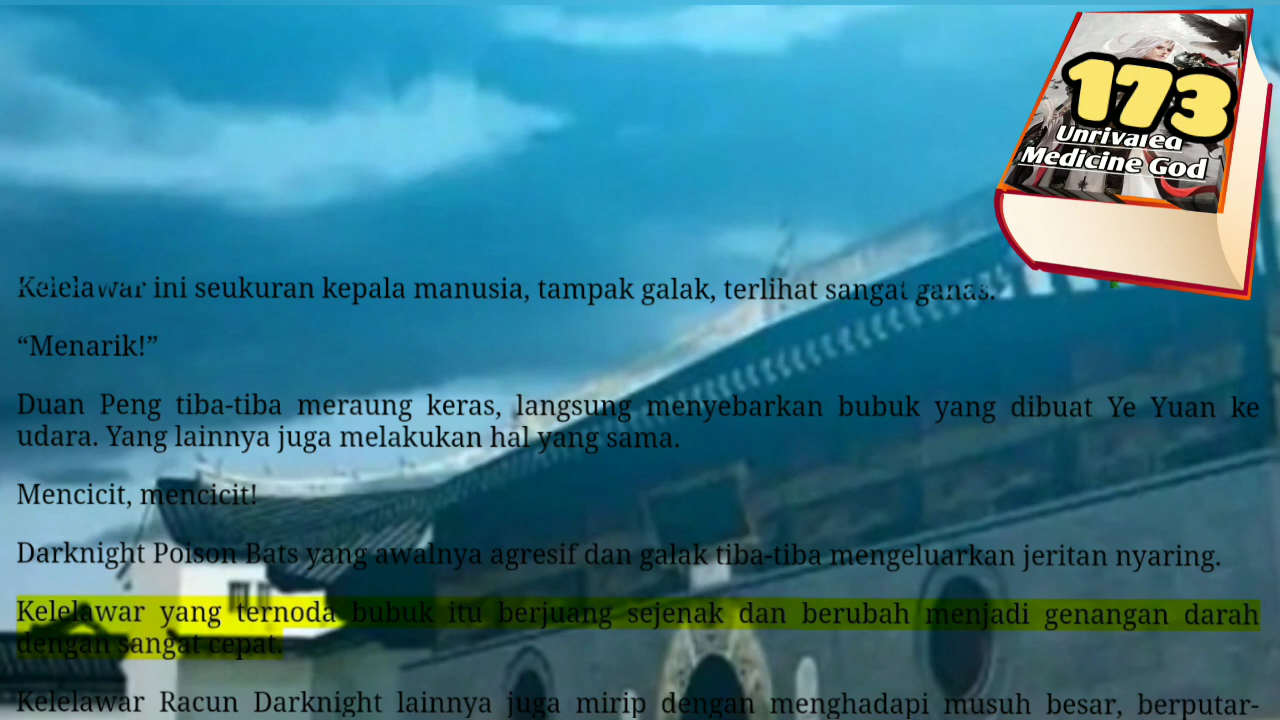 173
Unrivaled
Medicine God
Kelelawar ini seukuran kepala manusia, tampak galak, terlihat sangat ganas.
“Menarik!”
Duan Peng tiba-tiba meraung keras, langsung menyebarkan bubuk yang dibuat Ye Yuan ke
udara. Yang lainnya juga melakukan hal yang sama.
Mencicit, mencicit!
Darknight Poison Bats yang awalnya agresif dan galak tiba-tiba mengeluarkan jeritan nyaring.
Kelelawar yang ternoda bubuk itu berjuang sejenak dan berubah menjadi genangan darah
dengan sangat cepat.
Kelelawar Racun Darknight lainnya juga mirip dengan menghadapi musuh besar, berputar-